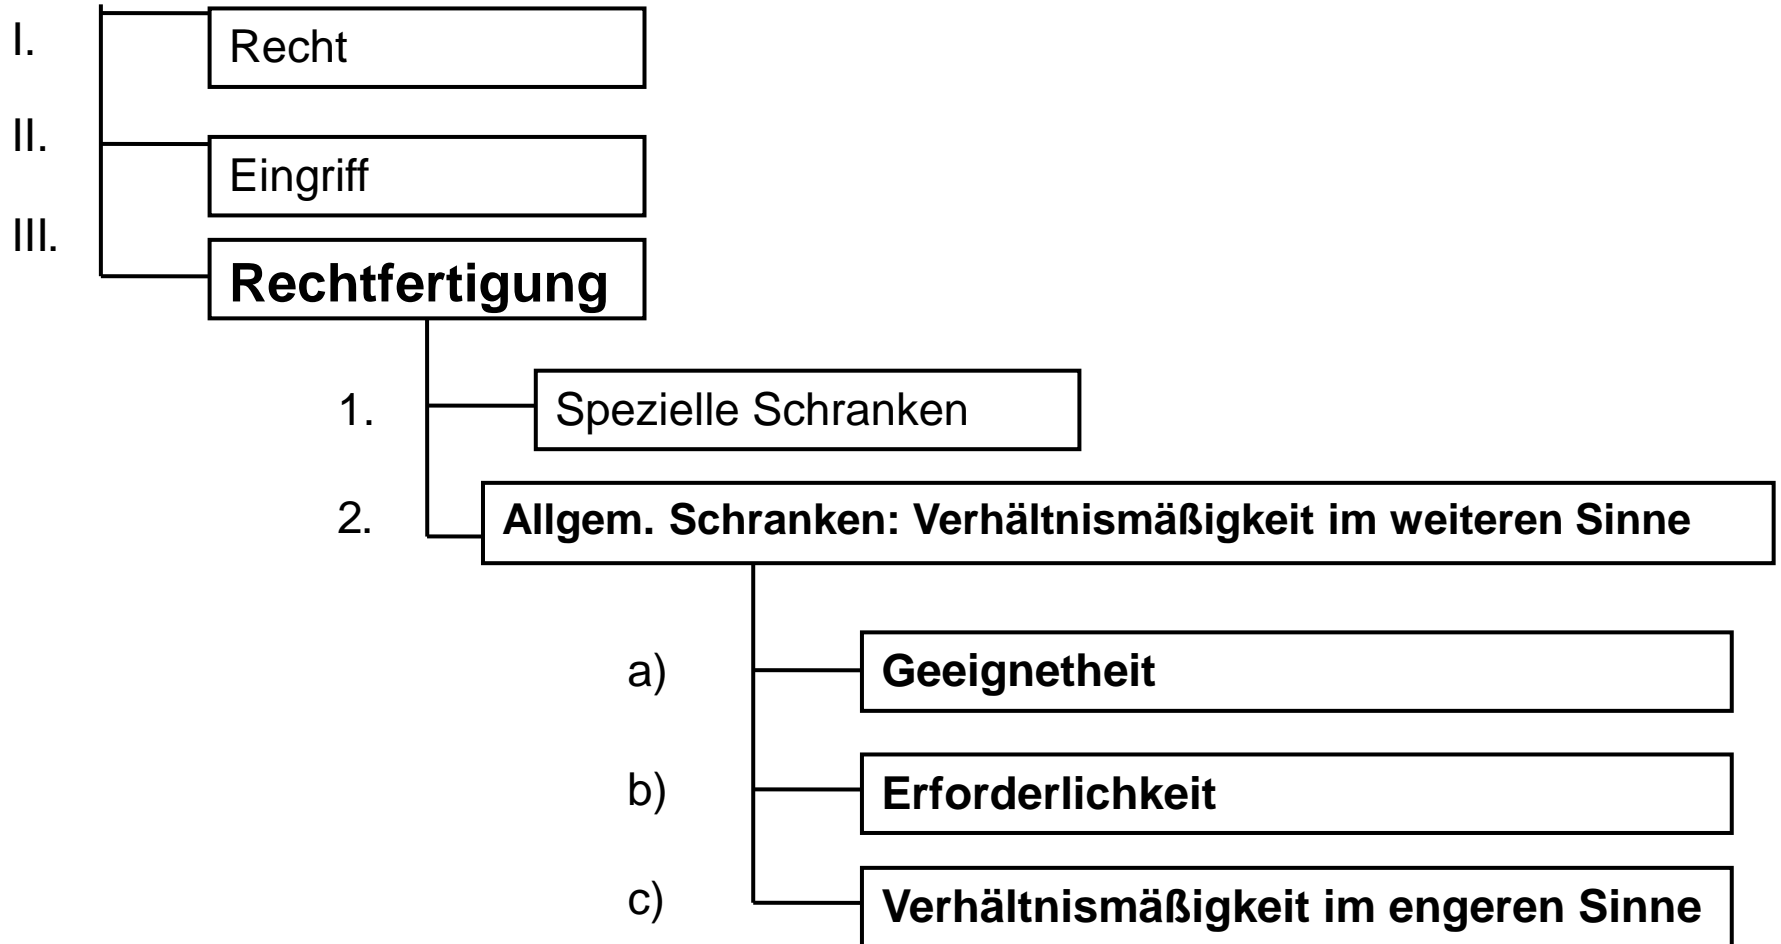 I. Recht
II. Eingriff
III. Rechtfertigung
1. Spezielle Schranken
2. Allgem. Schranken: Verhältnismäßigkeit im weiteren Sinne
a) Geeignetheit
b) Erforderlichkeit
c) Verhältnismäßigkeit im engeren Sinne